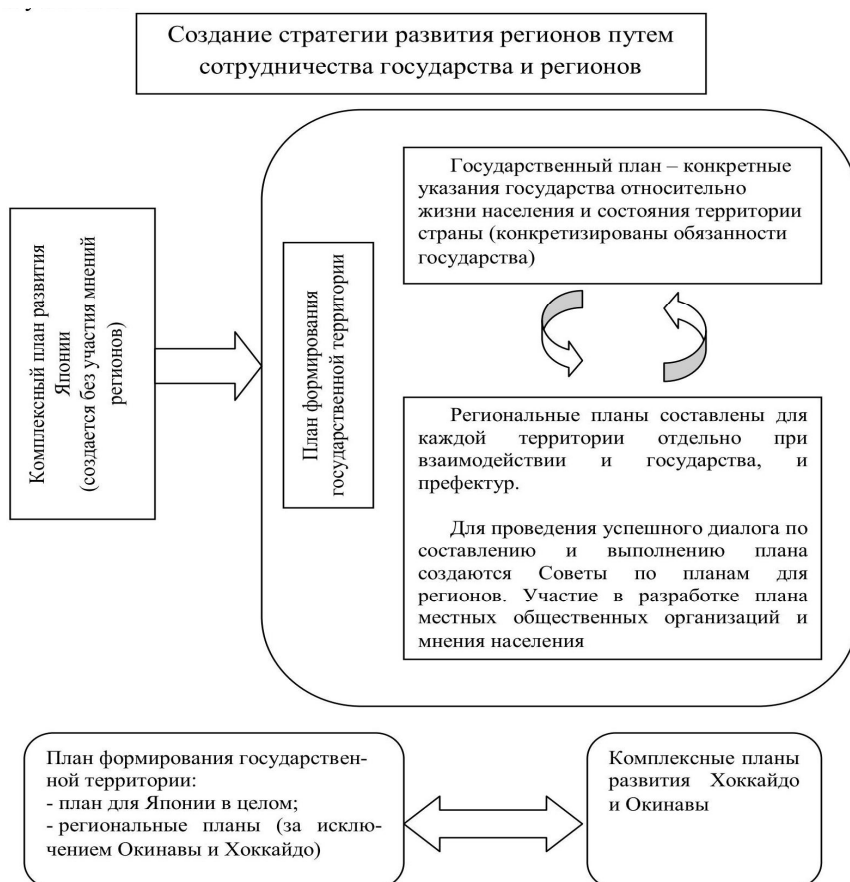 Создание стратегии развития регионов путем
сотрудничества государства и регионов
Комплексный план развития
Японии
(создается без участия мнений
регионов)
План формирования
государственной территории
Государственный план – конкретные
указания государства относительно
жизни населения и состояния территории
страны (конкретизированы обязанности
государства)
Региональные планы составлены для
каждой территории отдельно при
взаимодействии и государства, и
префектур.
Для проведения успешного диалога по
составлению и выполнению плана
создаются Советы по планам для
регионов. Участие в разработке плана
местных общественных организаций и
мнения населения
План формирования государствен-
ной территории:
- план для Японии в целом;
- региональные планы (за исклю-
чением Окинавы и Хоккайдо)
Комплексные планы
развития Хоккайдо
и Окинавы